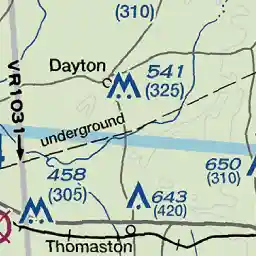 (310)
Dayton
541
(325)
VR1031
underground
650
(310)
458
(305)
643
(420)
Thomaston